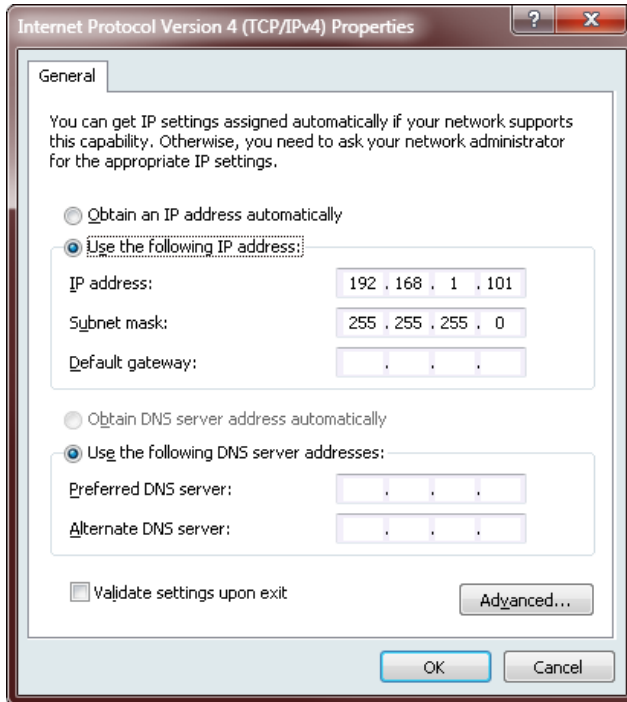 Internet Protocol Version 4 (TCP/IPv4) Properties
?
General
You can get IP settings assigned automatically if your network supports
this capability. Otherwise, you need to ask your network administrator
for the appropriate IP settings.
Obtain an IP address automatically
Use the following IP address:
IP address: 192 . 168 . 1 . 101
Subnet mask: 255 . 255 . 255 . 0
Default gateway: . . .
Obtain DNS server address automatically
Use the following DNS server addresses:
Preferred DNS server: . . .
Alternate DNS server: . . .
Validate settings upon exit
Advanced...
OK Cancel